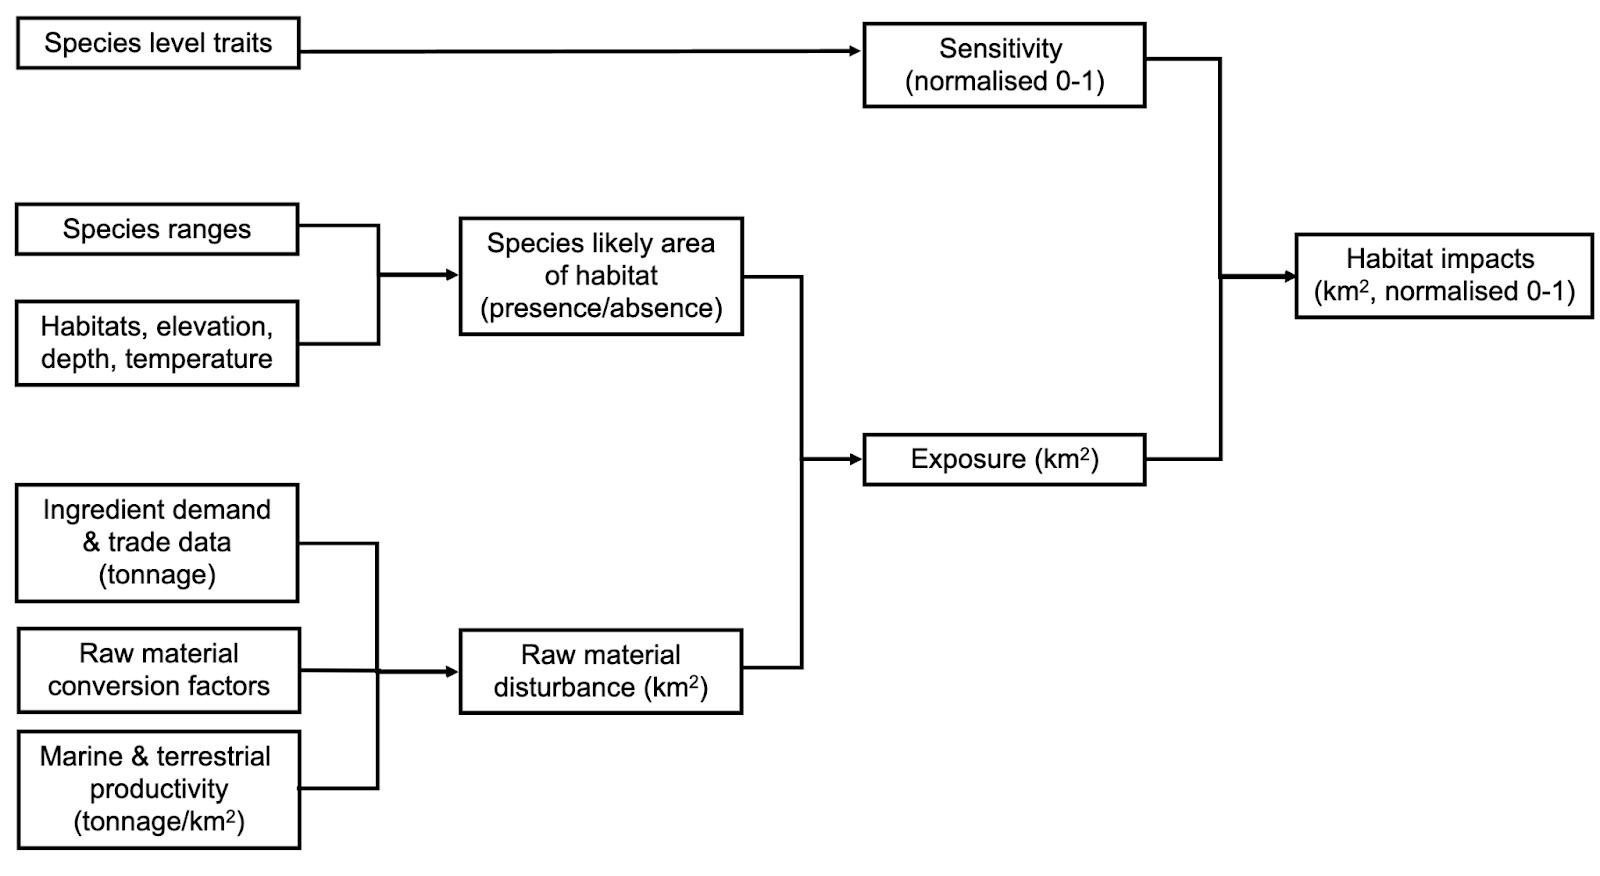 Species level traits
Sensitivity
(normalised 0-1)
Species ranges
Habitats, elevation,
depth, temperature
Species likely area
of habitat
(presence/absence)
Habitat impacts
(km², normalised 0-1)
Exposure (km²)
Ingredient demand
& trade data
(tonnage)
Raw material
conversion factors
Marine & terrestrial
productivity
(tonnage/km²)
Raw material
disturbance (km²)